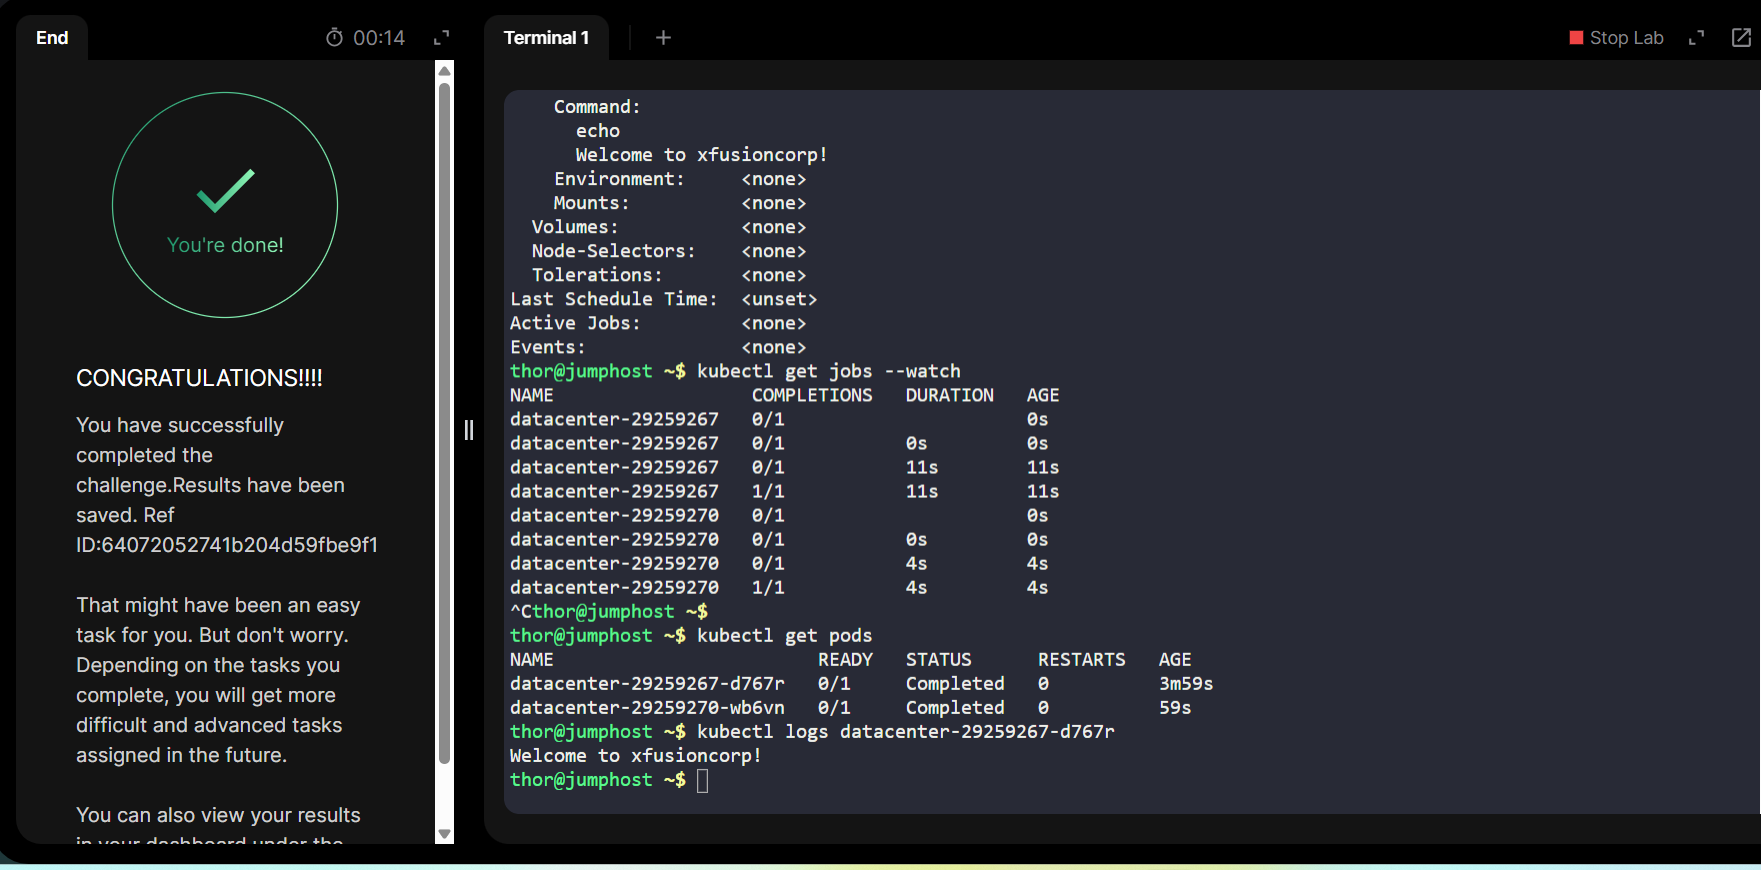 End
00:14
You're done!
CONGRATULATIONS!!!!
You have successfully
completed the
challenge.Results have been
saved. Ref
ID:64072052741b204d59fbe9f1
That might have been an easy
task for you. But don't worry.
Depending on the tasks you
complete, you will get more
difficult and advanced tasks
assigned in the future.
You can also view your results
in your dashboard under the
Terminal 1
+
Stop Lab
Command:
echo
Welcome to xfusioncorp!
Environment: <none>
Mounts: <none>
Volumes: <none>
Node-Selectors: <none>
Tolerations: <none>
Last Schedule Time: <unset>
Active Jobs: <none>
Events: <none>
thor@jumphost ~$ kubectl get jobs --watch
NAME COMPLETIONS DURATION AGE
datacenter-29259267 0/1 0s
datacenter-29259267 0/1 0s 0s
datacenter-29259267 0/1 11s 11s
datacenter-29259267 1/1 11s 11s
datacenter-29259270 0/1 0s
datacenter-29259270 0/1 0s 0s
datacenter-29259270 0/1 4s 4s
datacenter-29259270 1/1 4s 4s
^Cthor@jumphost ~$
thor@jumphost ~$ kubectl get pods
NAME READY STATUS RESTARTS AGE
datacenter-29259267-d767r 0/1 Completed 0 3m59s
datacenter-29259270-wb6vn 0/1 Completed 0 59s
thor@jumphost ~$ kubectl logs datacenter-29259267-d767r
Welcome to xfusioncorp!
thor@jumphost ~$